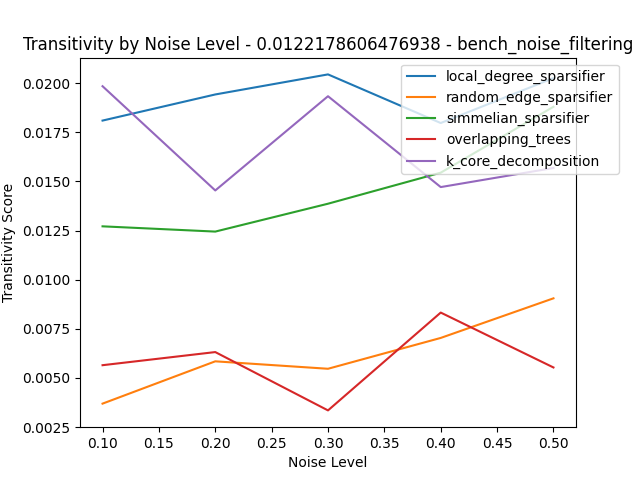 Transitivity by Noise Level - 0.0122178606476938 - bench_noise_filtering
0.0200
0.0175
0.0150
0.0125
0.0100
0.0075
0.0050
0.0025
Transitivity Score
local_degree_sparsifier
random_edge_sparsifier
simmelian_sparsifier
overlapping_trees
k_core_decomposition
0.10 0.15 0.20 0.25 0.30 0.35 0.40 0.45 0.50
Noise Level